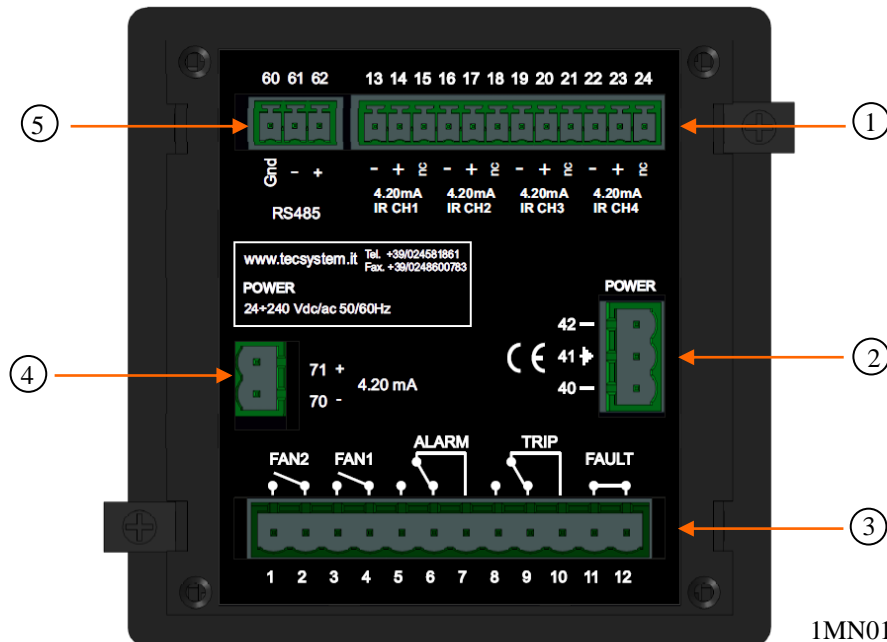 60 61 62 13 14 15 16 17 18 19 20 21 22 23 24
5
1
Gnd - + - + nc - + nc - + nc - + nc
4.20mA 4.20mA 4.20mA 4.20mA
IR CH1 IR CH2 IR CH3 IR CH4
RS485
www.tecsystem.it Tel. +39/024581861
Fax. +39/0248600783
POWER
24÷240 Vdc/ac 50/60Hz
POWER
42
CE 41
40
2
4
71 +
4.20 mA
70 -
FAN2 FAN1 ALARM TRIP FAULT
3
1 2 3 4 5 6 7 8 9 10 11 12
1MN01